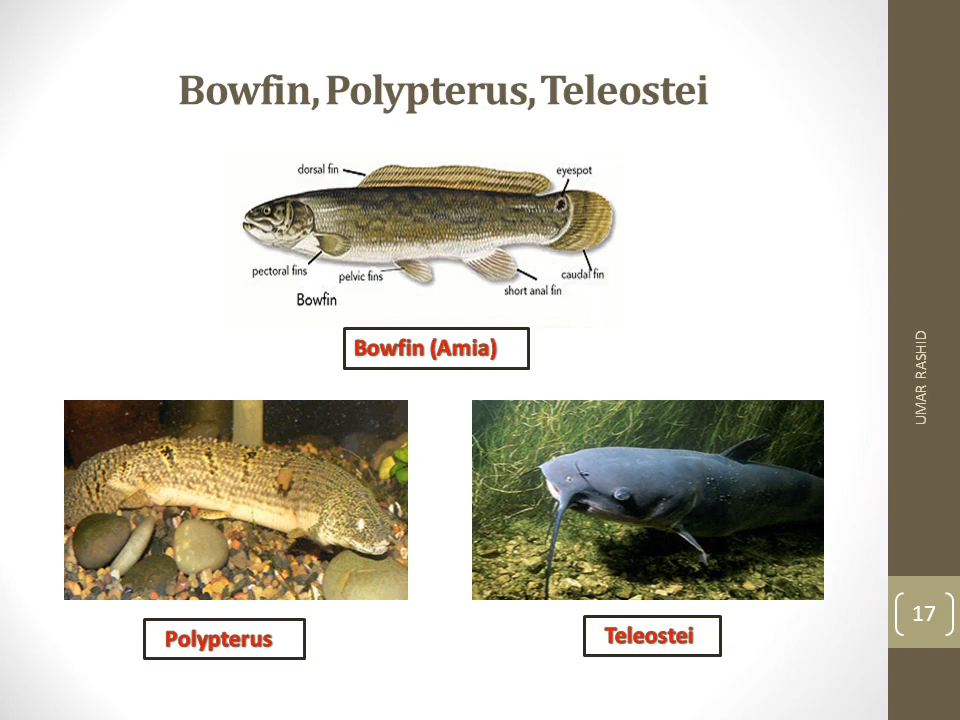 Bowfin, Polypterus, Teleostei
dorsal fin
eyespot
pectoral fins
pelvic fins
caudal fin
short anal fin
Bowfin
Bowfin (Amia)
Polypterus
Teleostei
UMAR RASHID
17